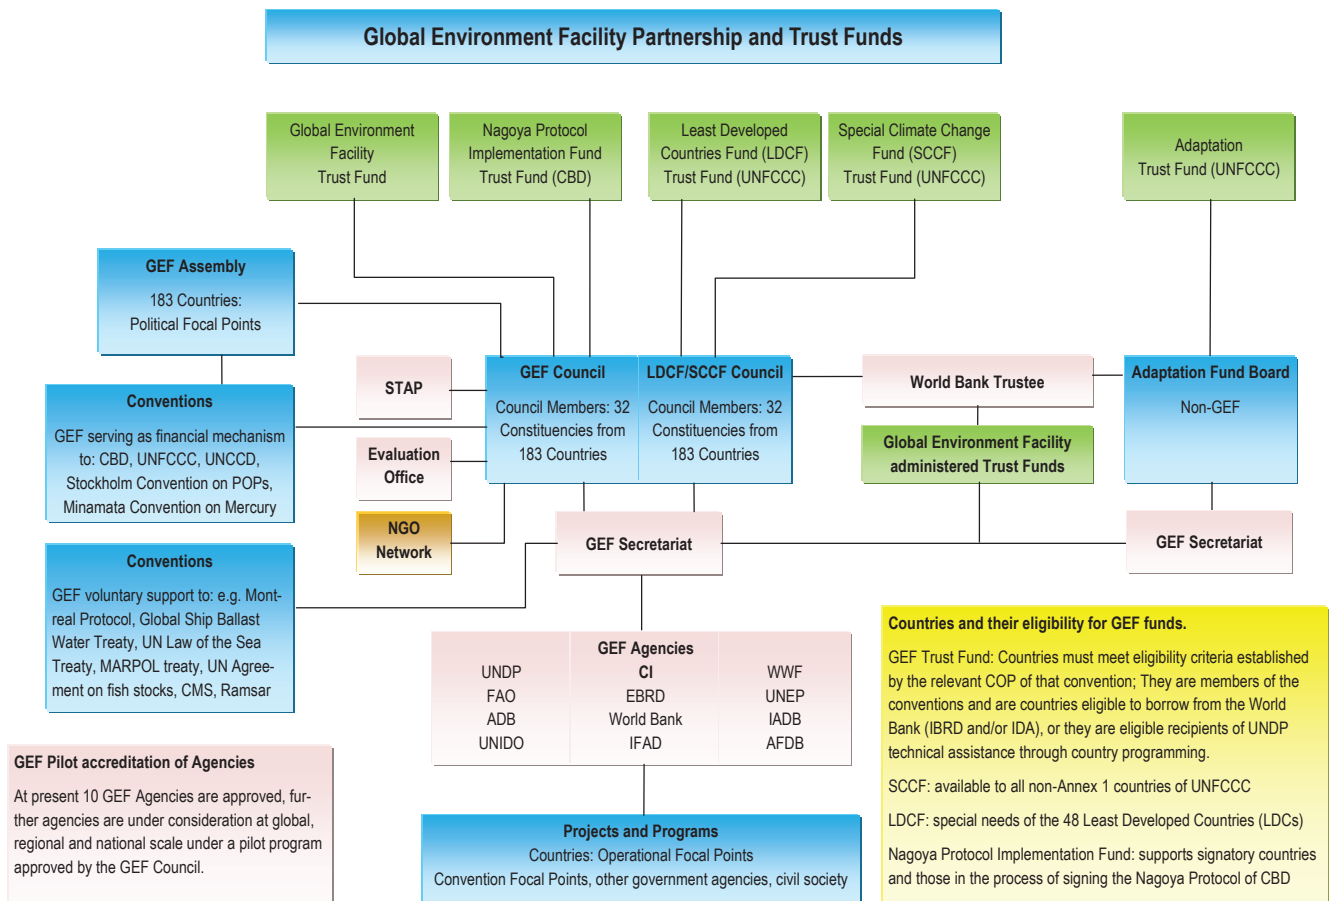 Global Environment Facility Partnership and Trust Funds
Global Environment
Facility
Trust Fund
Nagoya Protocol
Implementation Fund
Trust Fund (CBD)
Least Developed
Countries Fund (LDCF)
Trust Fund (UNFCCC)
Special Climate Change
Fund (SCCF)
Trust Fund (UNFCCC)
Adaptation
Trust Fund (UNFCCC)
GEF Assembly
183 Countries:
Political Focal Points
STAP
GEF Council
Council Members: 32
Constituencies from
183 Countries
LDCF/SCCF Council
Council Members: 32
Constituencies from
183 Countries
World Bank Trustee
Adaptation Fund Board
Non-GEF
Conventions
GEF serving as financial mechanism
to: CBD, UNFCCC, UNCCD,
Stockholm Convention on POPs,
Minamata Convention on Mercury
Evaluation
Office
Global Environment Facility
administered Trust Funds
NGO
Network
GEF Secretariat
GEF Secretariat
Conventions
GEF voluntary support to: e.g. Mont-
real Protocol, Global Ship Ballast
Water Treaty, UN Law of the Sea
Treaty, MARPOL treaty, UN Agree-
ment on fish stocks, CMS, Ramsar
GEF Agencies
UNDP CI WWF
FAO EBRD UNEP
ADB World Bank IADB
UNIDO IFAD AFDB
Countries and their eligibility for GEF funds.
GEF Trust Fund: Countries must meet eligibility criteria established
by the relevant COP of that convention; They are members of the
conventions and are countries eligible to borrow from the World
Bank (IBRD and/or IDA), or they are eligible recipients of UNDP
technical assistance through country programming.
SCCF: available to all non-Annex 1 countries of UNFCCC
LDCF: special needs of the 48 Least Developed Countries (LDCs)
Nagoya Protocol Implementation Fund: supports signatory countries
and those in the process of signing the Nagoya Protocol of CBD
GEF Pilot accreditation of Agencies
At present 10 GEF Agencies are approved, fur-
ther agencies are under consideration at global,
regional and national scale under a pilot program
approved by the GEF Council.
Projects and Programs
Countries: Operational Focal Points
Convention Focal Points, other government agencies, civil society